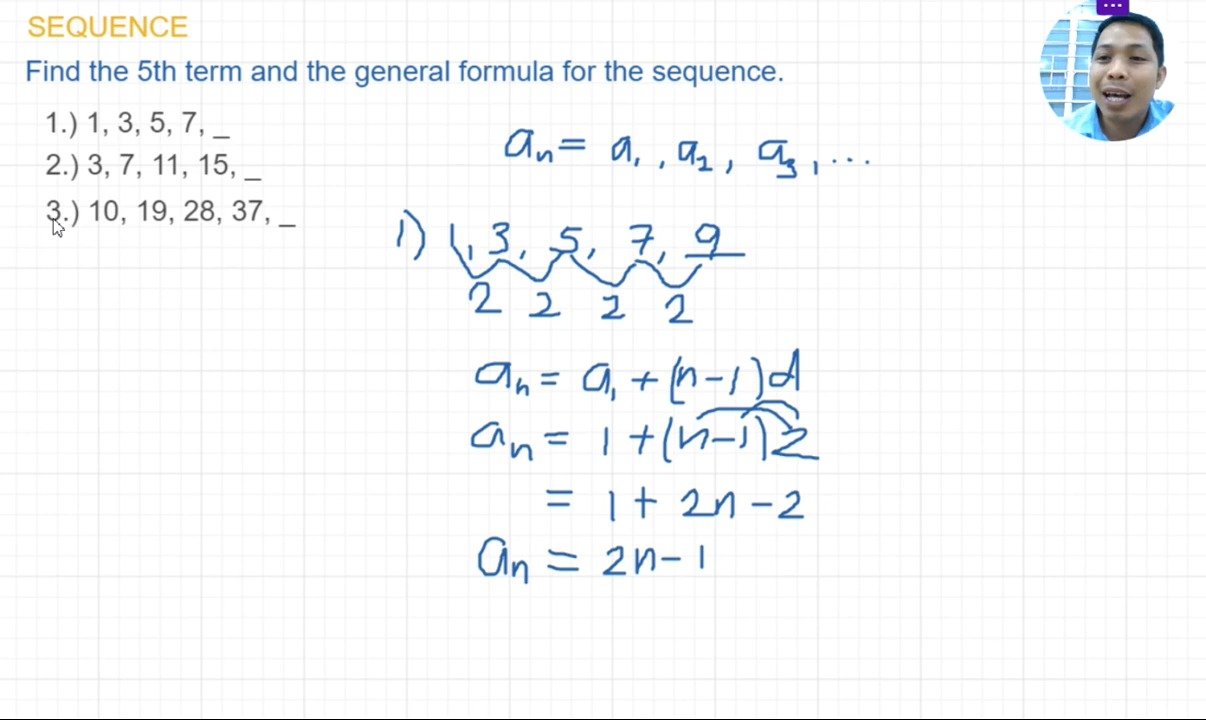 SEQUENCE
Find the 5th term and the general formula for the sequence.
1.) 1, 3, 5, 7, _
2.) 3, 7, 11, 15, _
3.) 10, 19, 28, 37, _
aₙ = a₁, a₂, a₃, ...
1) 1, 3, 5, 7, 9
2 2 2 2
aₙ = a₁ + (n-1)d
aₙ = 1 + (n-1)2
= 1 + 2n - 2
aₙ = 2n - 1